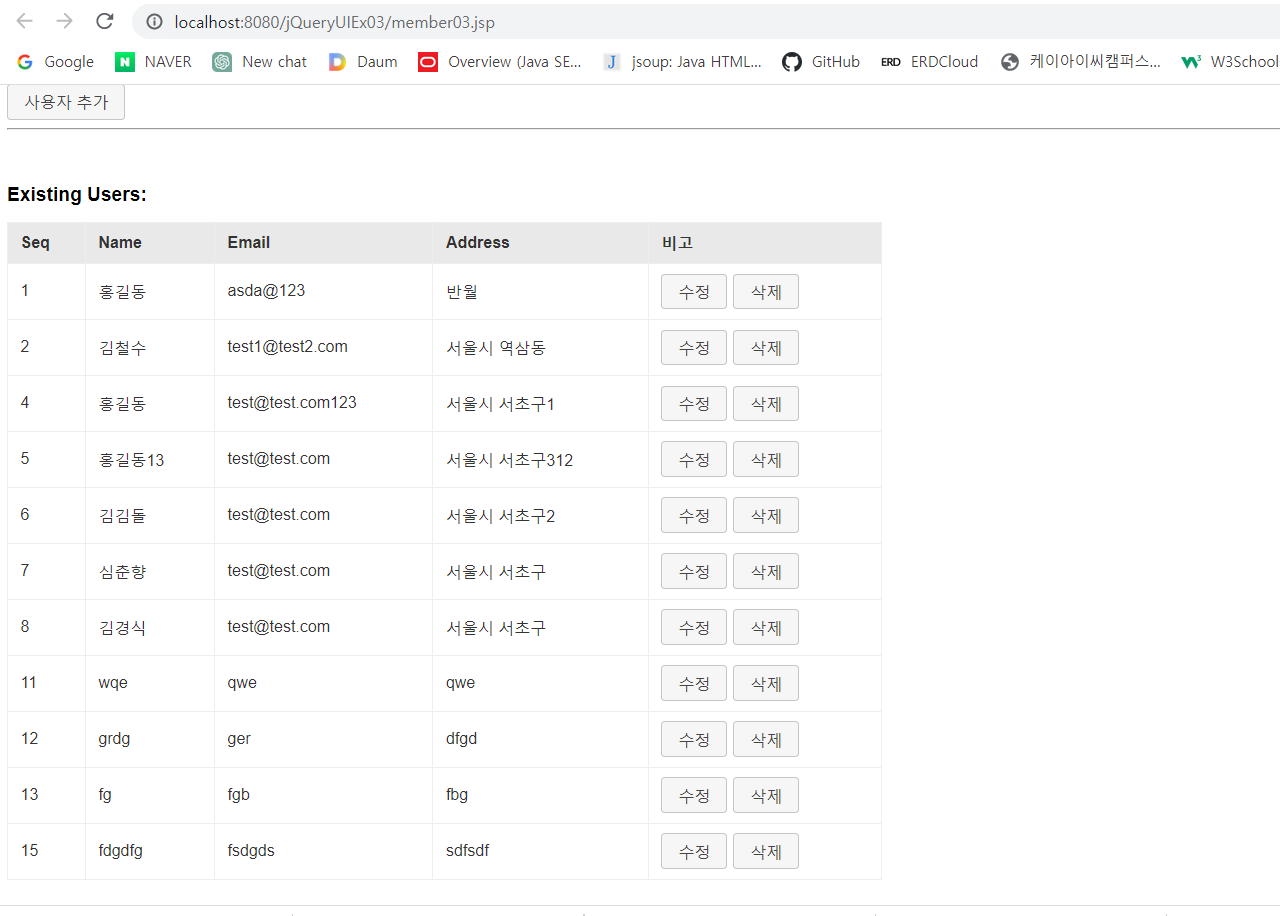 localhost:8080/jQueryUIEx03/member03.jsp
Google NAVER New chat Daum Overview (Java SE... jsoup: Java HTML... GitHub ERD ERDCloud 케이아이씨캠퍼스... W3School
사용자 추가
Existing Users:
Seq Name Email Address 비고
1 홍길동 asda@123 반월 수정 삭제
2 김철수 test1@test2.com 서울시 역삼동 수정 삭제
4 홍길동 test@test.com123 서울시 서초구1 수정 삭제
5 홍길동13 test@test.com 서울시 서초구312 수정 삭제
6 김김돌 test@test.com 서울시 서초구2 수정 삭제
7 심춘향 test@test.com 서울시 서초구 수정 삭제
8 김경식 test@test.com 서울시 서초구 수정 삭제
11 wqe qwe qwe 수정 삭제
12 grdg ger dfgd 수정 삭제
13 fg fgb fbg 수정 삭제
15 fdgdfg fsdgds sdfsdf 수정 삭제